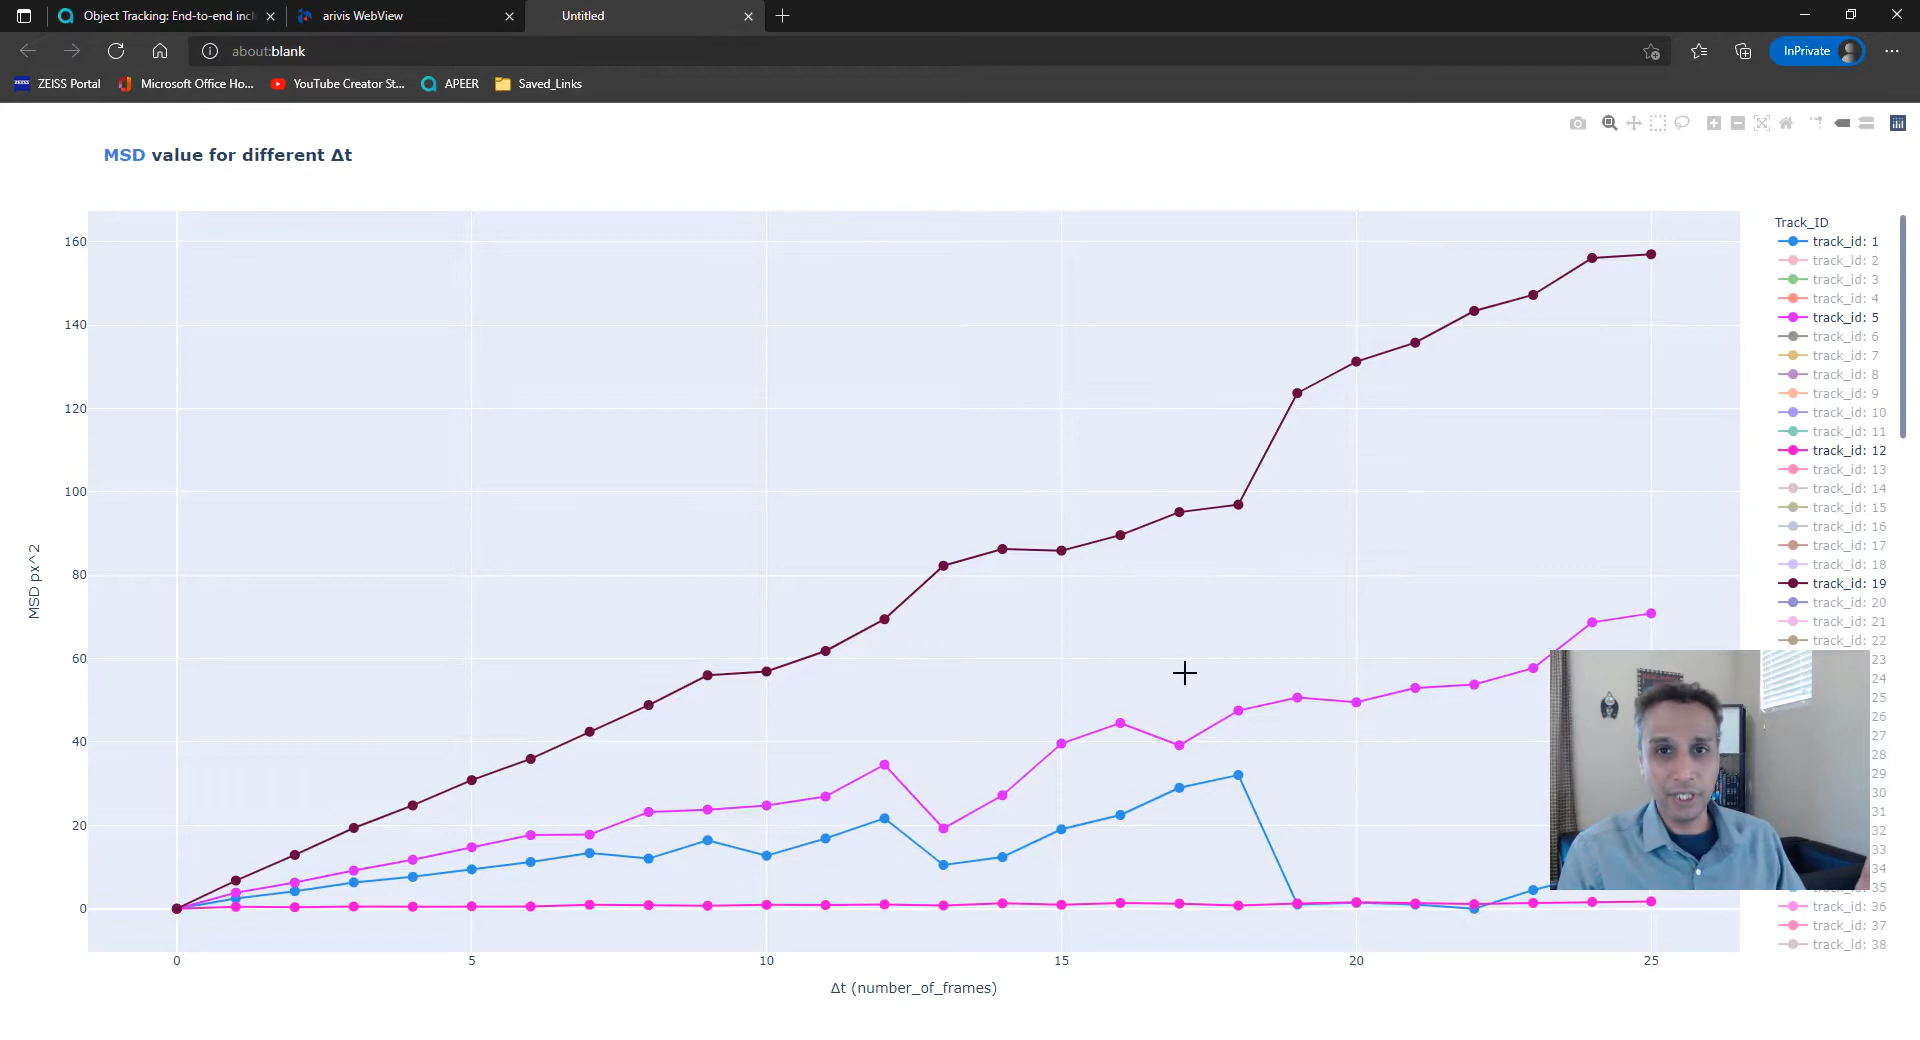 Object Tracking: End-to-end incl
arivis WebView
Untitled
about:blank
InPrivate
ZEISS Portal
Microsoft Office Ho...
YouTube Creator St...
APEER
Saved_Links
MSD value for different Δt
160
140
120
100
80
60
40
20
0
MSD px^2
0
5
10
15
20
25
Δt (number_of_frames)
Track_ID
track_id: 1
track_id: 2
track_id: 3
track_id: 4
track_id: 5
track_id: 6
track_id: 7
track_id: 8
track_id: 9
track_id: 10
track_id: 11
track_id: 12
track_id: 13
track_id: 14
track_id: 15
track_id: 16
track_id: 17
track_id: 18
track_id: 19
track_id: 20
track_id: 21
track_id: 22
23
24
25
26
27
28
29
30
31
32
33
34
35
track_id: 36
track_id: 37
track_id: 38